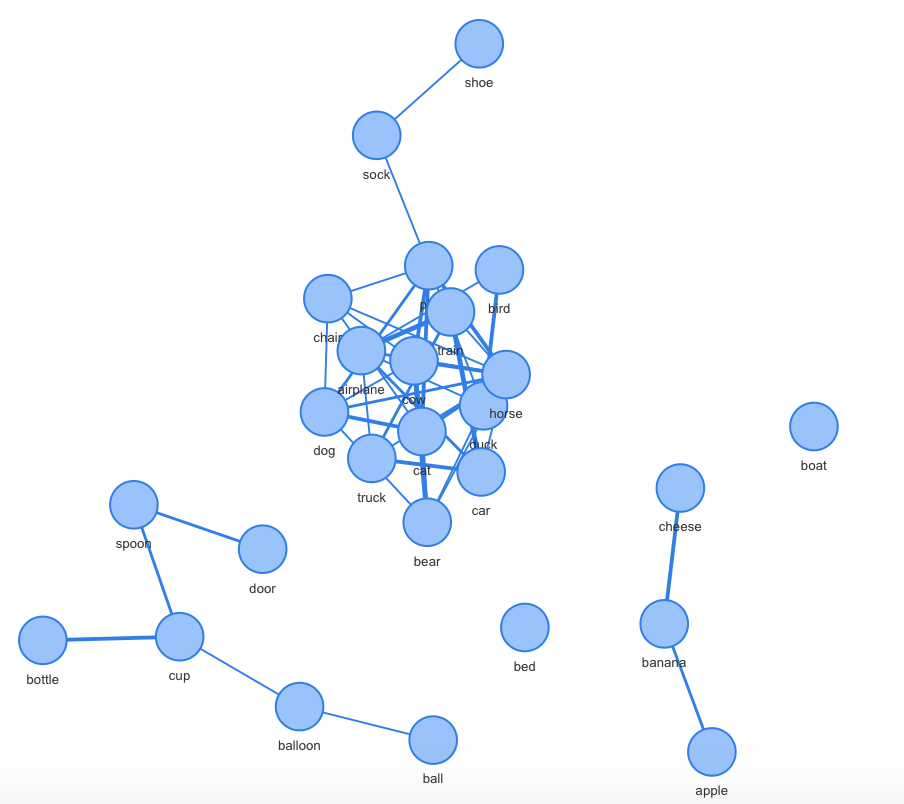 shoe
sock
bird
chair
train
airplane
cow
horse
dog
duck
cat
truck
car
boat
cheese
spoon
bear
door
bed
banana
bottle
cup
balloon
ball
apple